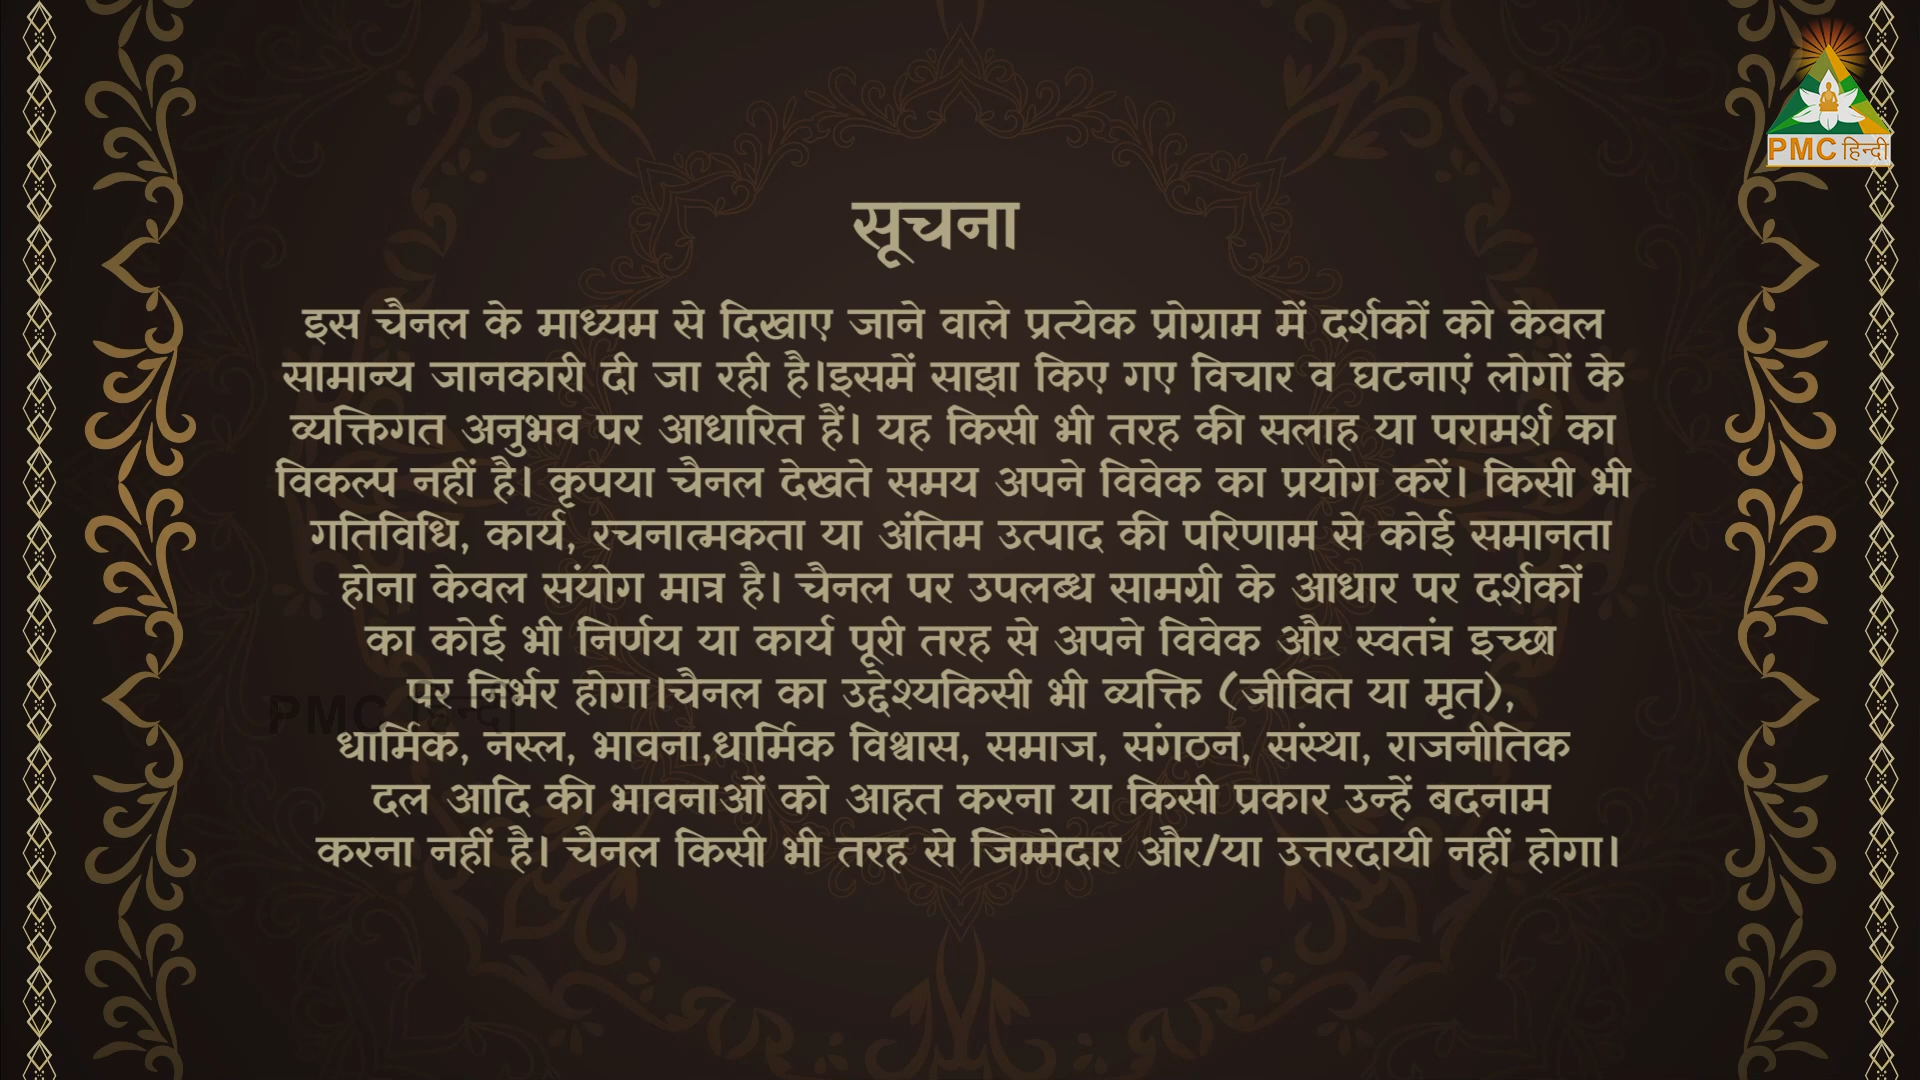 PMC हिन्दी
सूचना
इस चैनल के माध्यम से दिखाए जाने वाले प्रत्येक प्रोग्राम में दर्शकों को केवल
सामान्य जानकारी दी जा रही है।इसमें साझा किए गए विचार व घटनाएं लोगों के
व्यक्तिगत अनुभव पर आधारित हैं। यह किसी भी तरह की सलाह या परामर्श का
विकल्प नहीं है। कृपया चैनल देखते समय अपने विवेक का प्रयोग करें। किसी भी
गतिविधि, कार्य, रचनात्मकता या अंतिम उत्पाद की परिणाम से कोई समानता
होना केवल संयोग मात्र है। चैनल पर उपलब्ध सामग्री के आधार पर दर्शकों
का कोई भी निर्णय या कार्य पूरी तरह से अपने विवेक और स्वतंत्र इच्छा
पर निर्भर होगा।चैनल का उद्देश्यकिसी भी व्यक्ति (जीवित या मृत),
PMC हिन्दी
धार्मिक, नस्ल, भावना,धार्मिक विश्वास, समाज, संगठन, संस्था, राजनीतिक
दल आदि की भावनाओं को आहत करना या किसी प्रकार उन्हें बदनाम
करना नहीं है। चैनल किसी भी तरह से जिम्मेदार और/या उत्तरदायी नहीं होगा।